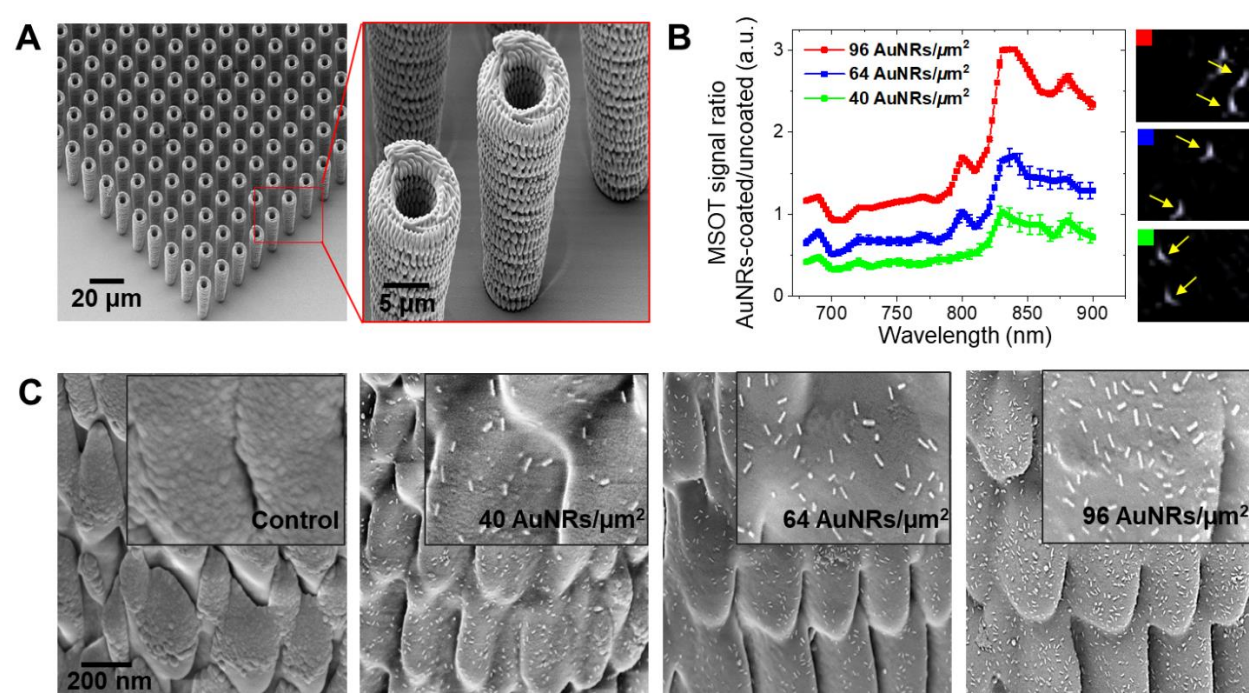 A
20 µm
5 µm
B
MSOT signal ratio
AuNRs-coated/uncoated (a.u.)
3
2
1
0
96 AuNRs/µm²
64 AuNRs/µm²
40 AuNRs/µm²
700
750
800
850
900
Wavelength (nm)
C
Control
200 nm
40 AuNRs/µm²
64 AuNRs/µm²
96 AuNRs/µm²